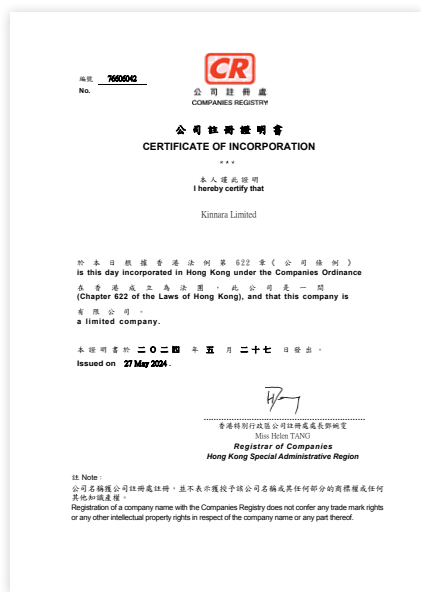 編號 76606042
No.
CR
公司註冊處
COMPANIES REGISTRY
公司註冊證明書
CERTIFICATE OF INCORPORATION
***
本人謹此證明
I hereby certify that
Kinnara Limited
於本日根據香港法例第622章《公司條例》
is this day incorporated in Hong Kong under the Companies Ordinance
在香港成立為法團，此公司是一間
(Chapter 622 of the Laws of Hong Kong), and that this company is
有限公司。
a limited company.
本證明書於二〇二四年五月二十七日發出。
Issued on 27 May 2024.
香港特別行政區公司註冊處處長鄧婉雯
Miss Helen TANG
Registrar of Companies
Hong Kong Special Administrative Region
註 Note:
公司名稱獲公司註冊處註冊，並不表示獲授予該公司名稱或其任何部分的商標權或任何
其他知識產權。
Registration of a company name with the Companies Registry does not confer any trade mark rights
or any other intellectual property rights in respect of the company name or any part thereof.